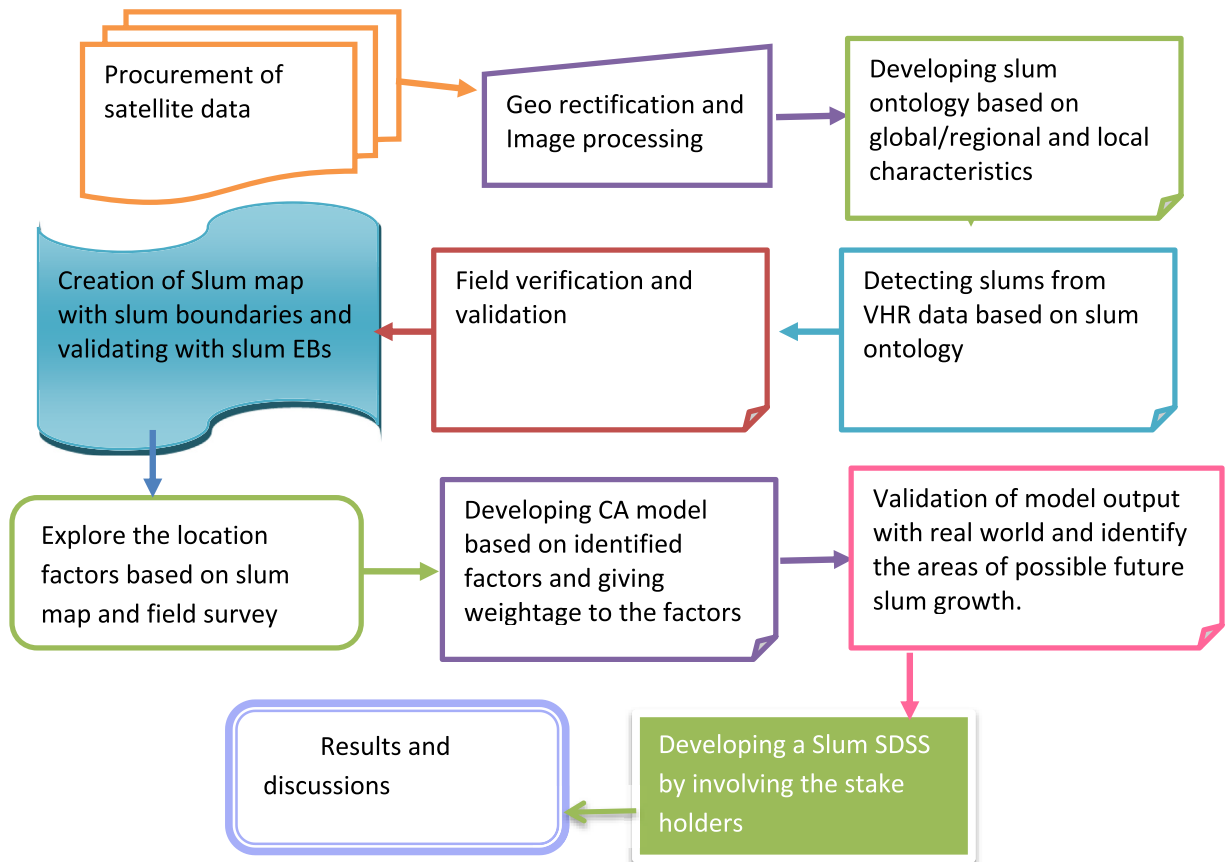 Procurement of
satellite data
Geo rectification and
Image processing
Developing slum
ontology based on
global/regional and local
characteristics
Creation of Slum map
with slum boundaries and
validating with slum EBs
Field verification and
validation
Detecting slums from
VHR data based on slum
ontology
Explore the location
factors based on slum
map and field survey
Developing CA model
based on identified
factors and giving
weightage to the factors
Validation of model output
with real world and identify
the areas of possible future
slum growth.
Results and
discussions
Developing a Slum SDSS
by involving the stake
holders